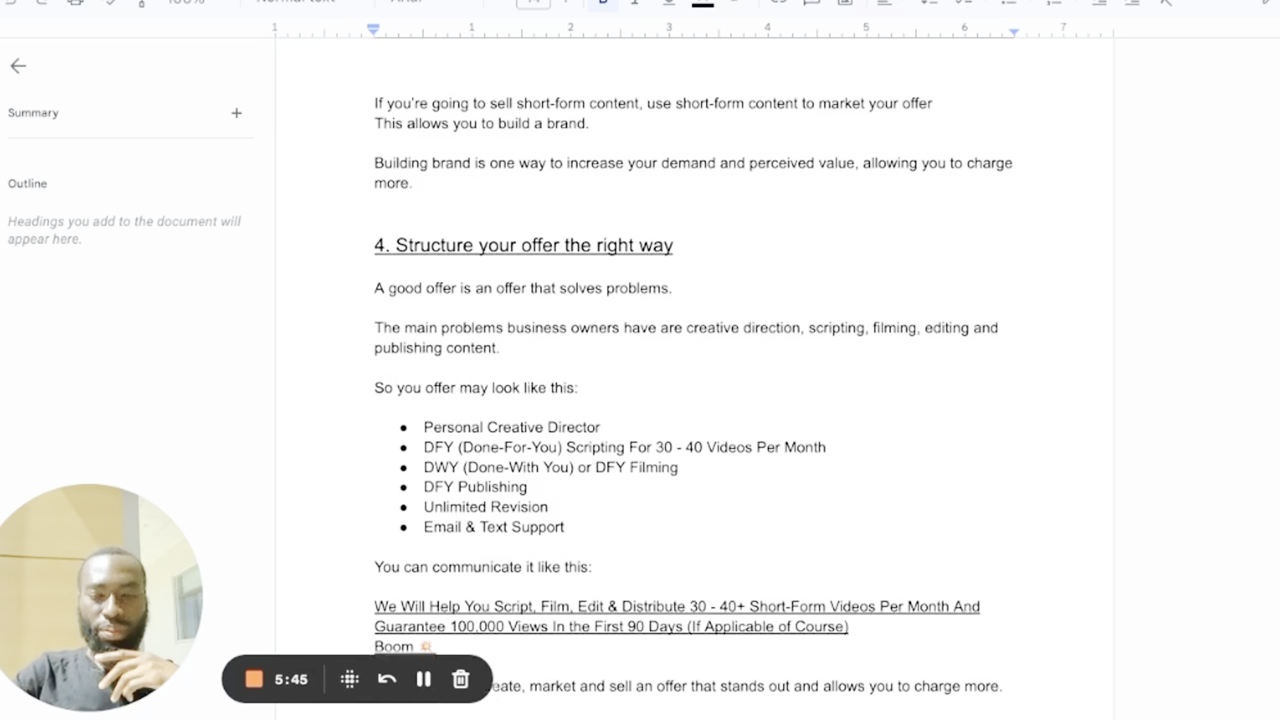 1 1 2 3 4 5 6 7
Summary
Outline
Headings you add to the document will
appear here.
If you're going to sell short-form content, use short-form content to market your offer
This allows you to build a brand.
Building brand is one way to increase your demand and perceived value, allowing you to charge
more.
4. Structure your offer the right way
A good offer is an offer that solves problems.
The main problems business owners have are creative direction, scripting, filming, editing and
publishing content.
So you offer may look like this:
● Personal Creative Director
● DFY (Done-For-You) Scripting For 30 - 40 Videos Per Month
● DWY (Done-With You) or DFY Filming
● DFY Publishing
● Unlimited Revision
● Email & Text Support
You can communicate it like this:
We Will Help You Script, Film, Edit & Distribute 30 - 40+ Short-Form Videos Per Month And
Guarantee 100,000 Views In the First 90 Days (If Applicable of Course)
Boom 💥
5:45
market and sell an offer that stands out and allows you to charge more.